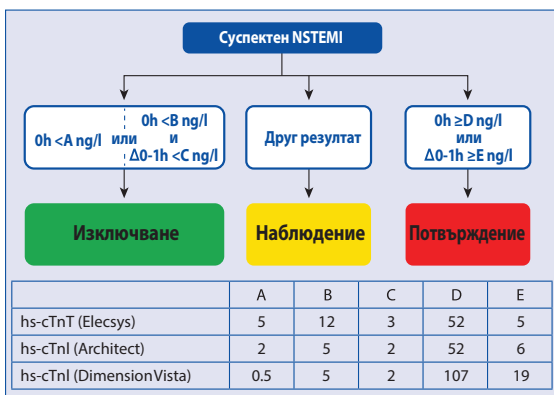 Суспектен NSTEMI
0h <A ng/l или 0h <B ng/l
и
Δ0-1h <C ng/l
Друг резултат
0h ≥D ng/l
или
Δ0-1h ≥E ng/l
Изключване
Наблюдение
Потвърждение
A B C D E
hs-cTnT (Elecsys) 5 12 3 52 5
hs-cTnI (Architect) 2 5 2 52 6
hs-cTnI (Dimension Vista) 0.5 5 2 107 19